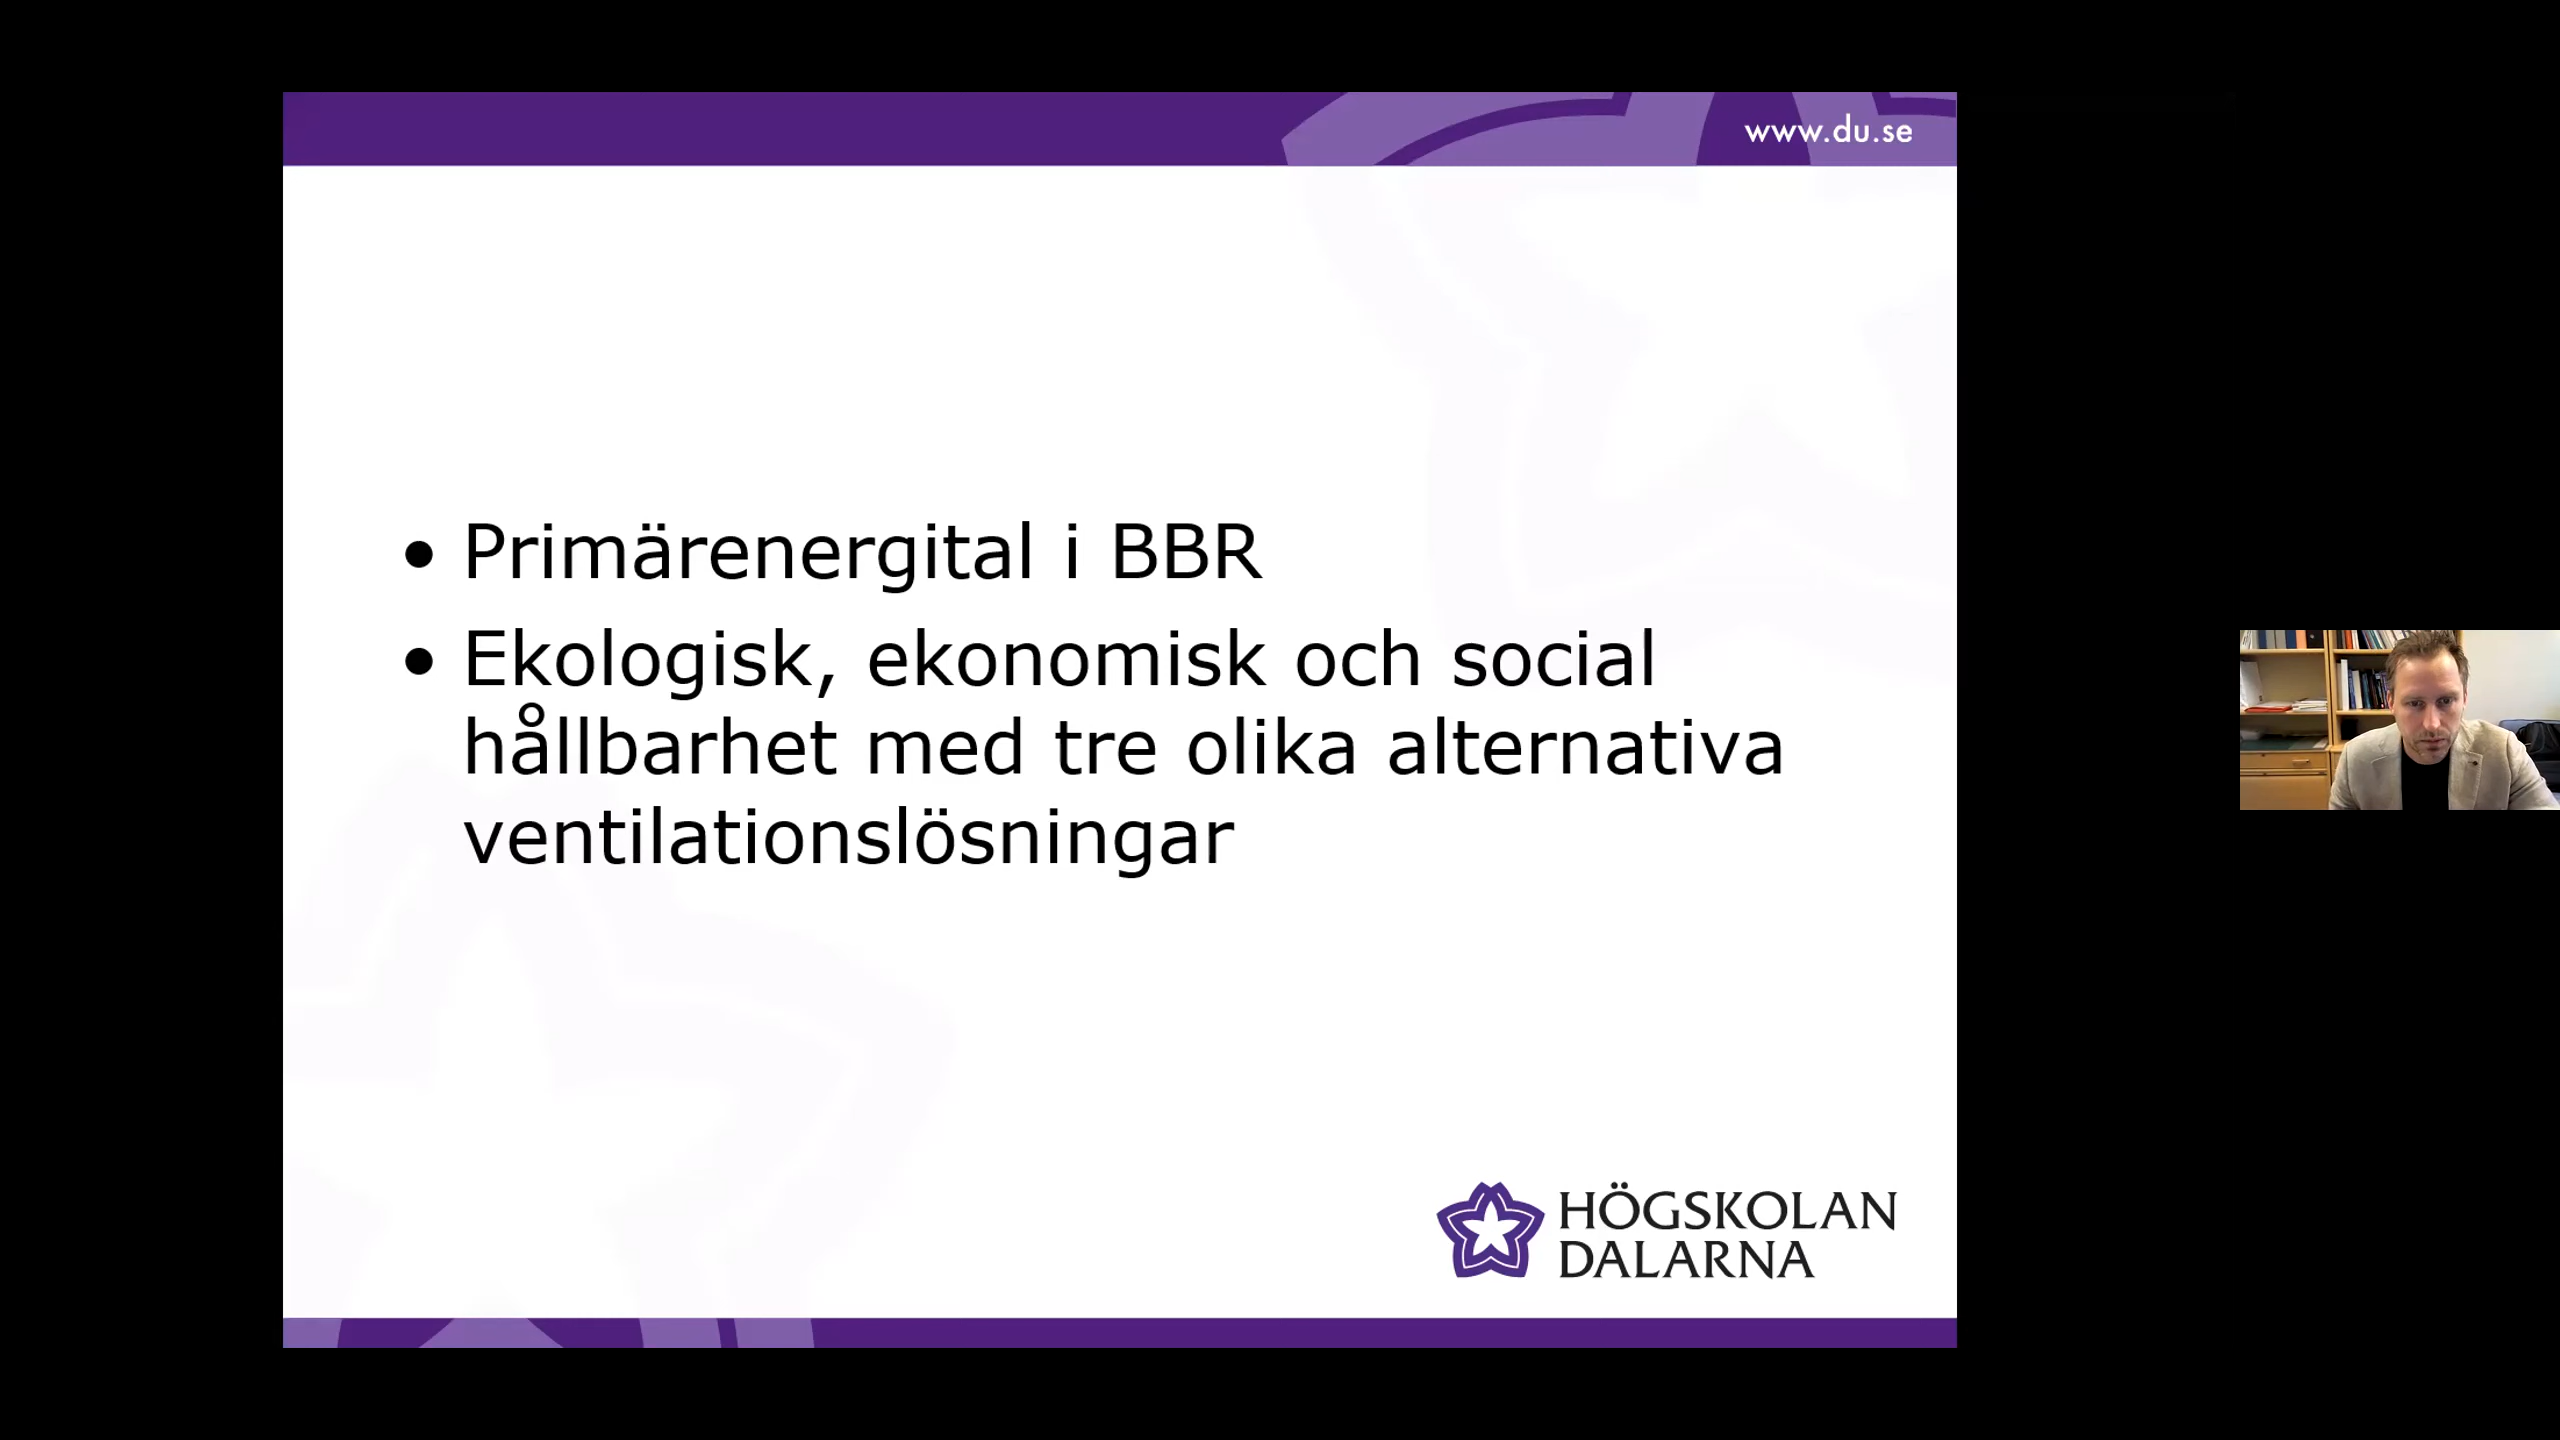 www.du.se
• Primärenergital i BBR
• Ekologisk, ekonomisk och social
hållbarhet med tre olika alternativa
ventilationslösningar
HÖGSKOLAN
DALARNA